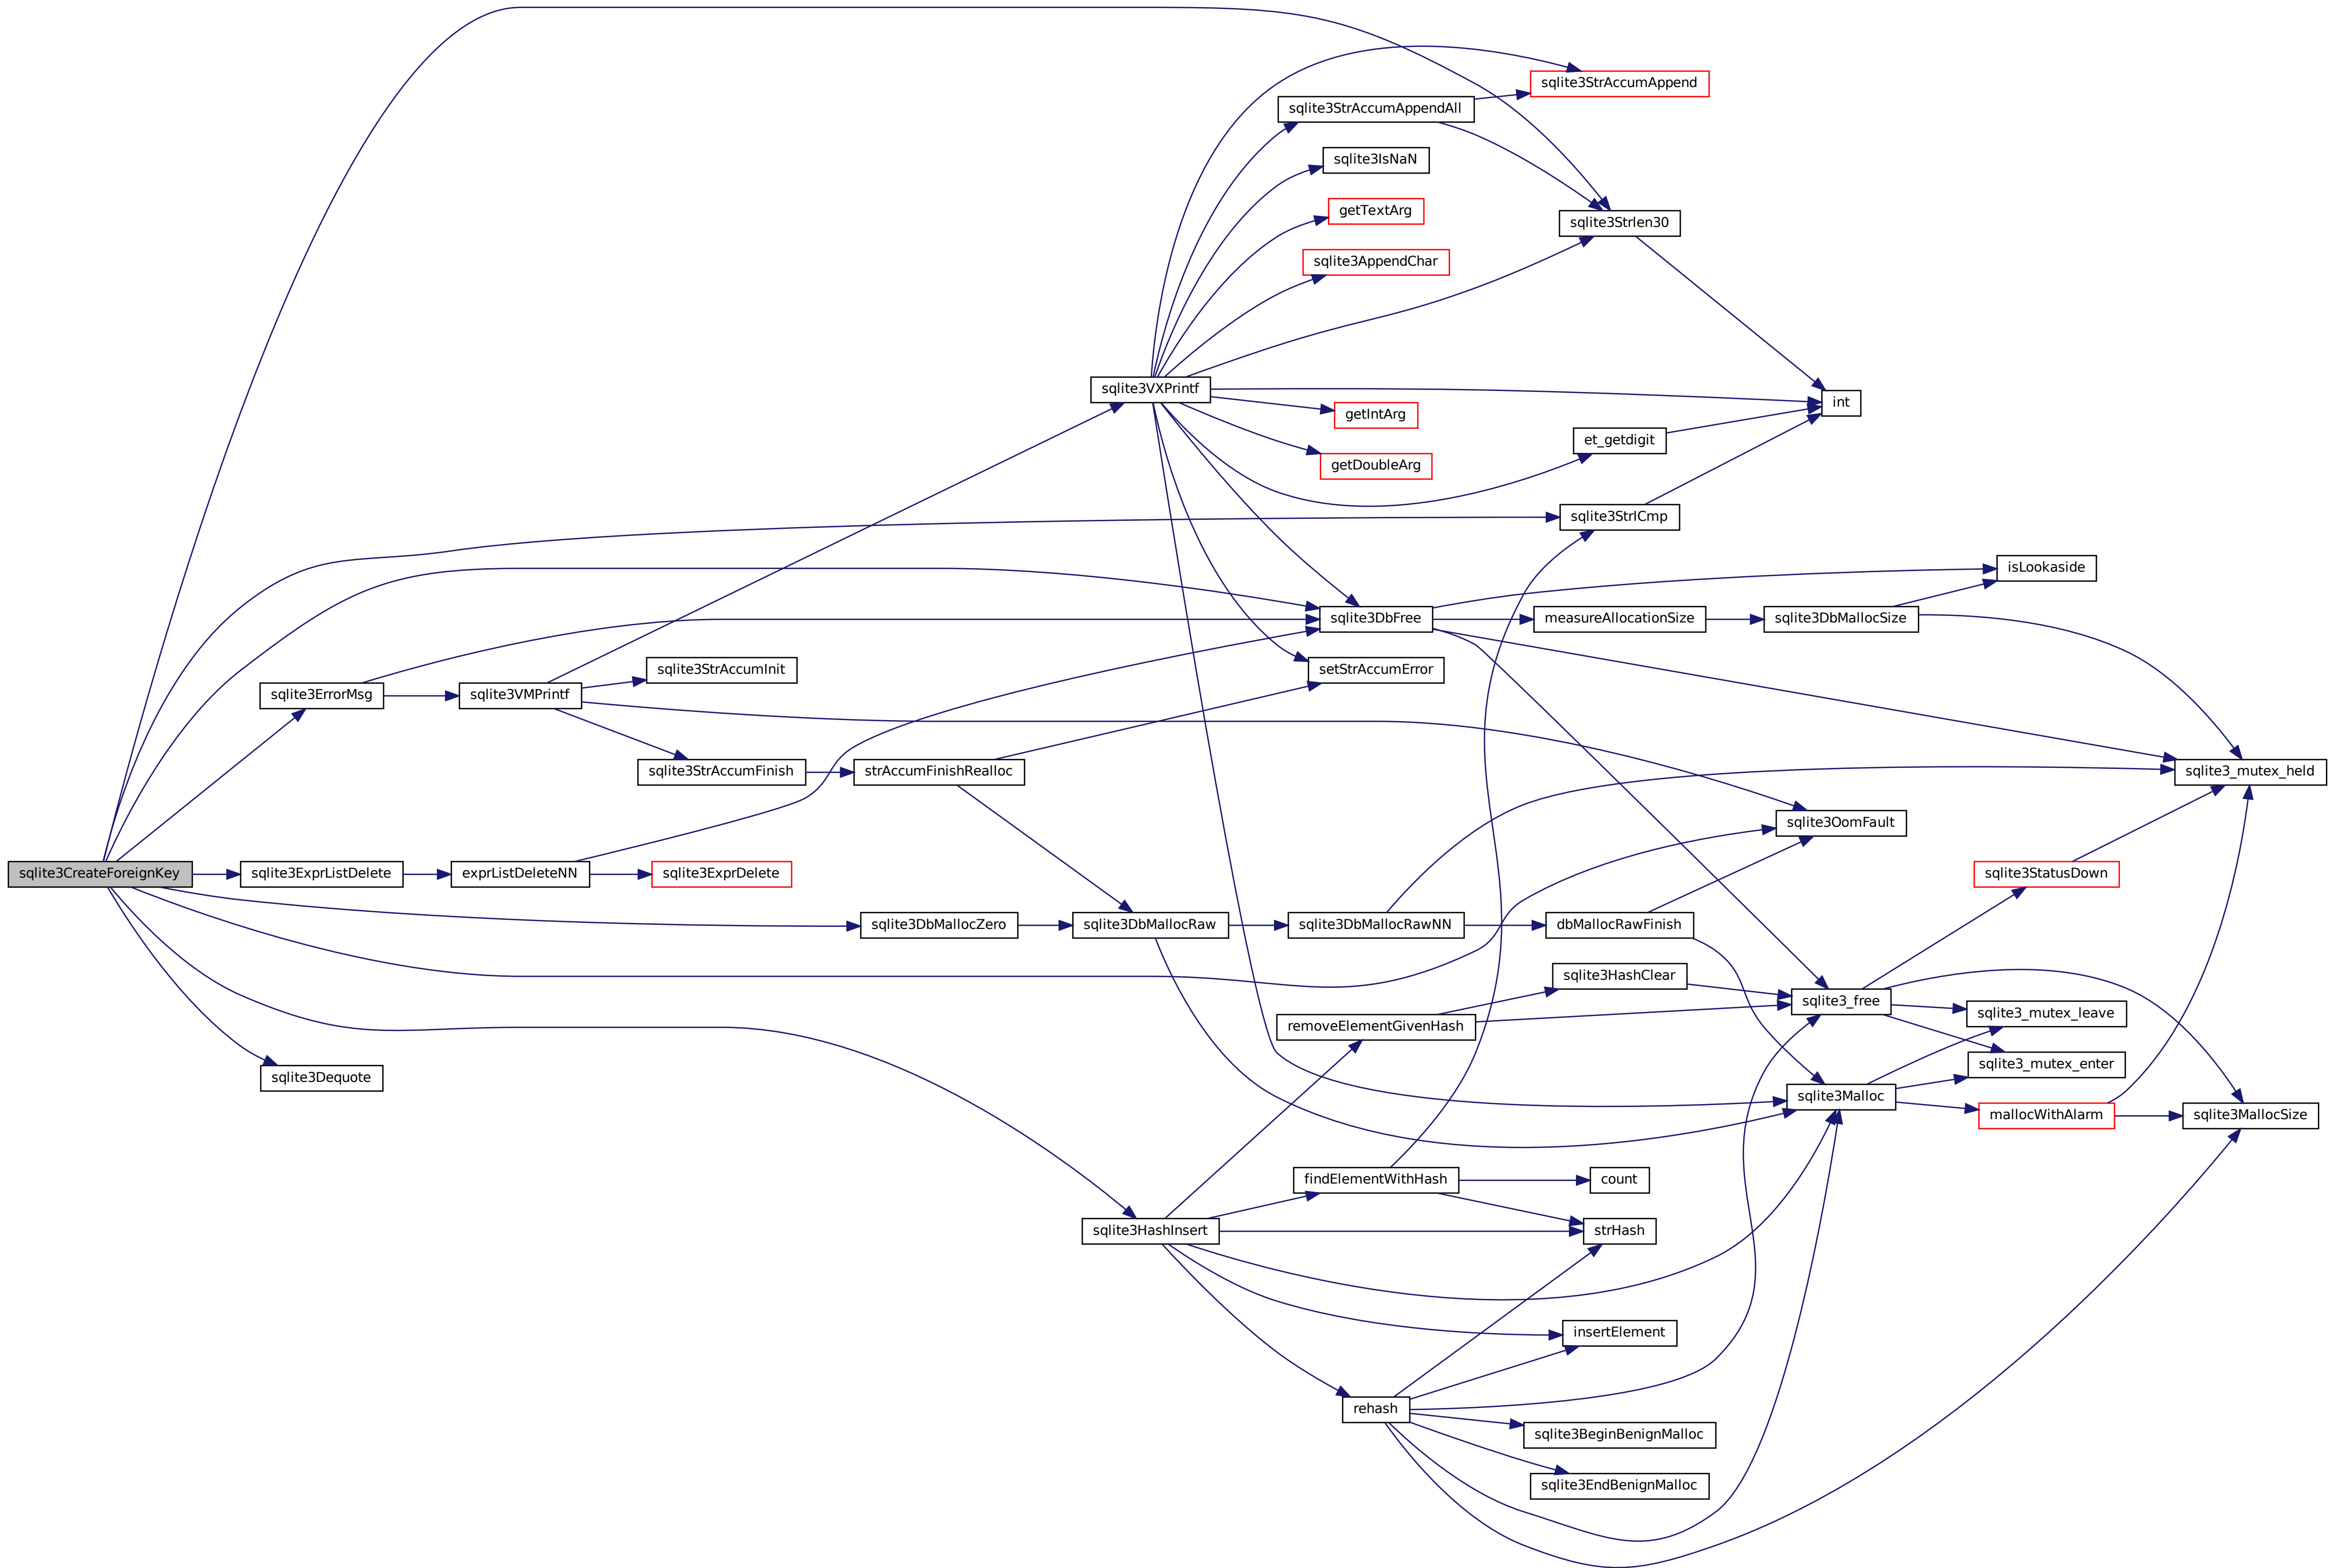 sqlite3StrAccumAppend
sqlite3StrAccumAppendAll
sqlite3IsNaN
getTextArg
sqlite3Strlen30
sqlite3AppendChar
sqlite3VXPrintf
int
getIntArg
et_getdigit
getDoubleArg
sqlite3StrICmp
isLookaside
sqlite3DbFree
measureAllocationSize
sqlite3DbMallocSize
sqlite3StrAccumInit
setStrAccumError
sqlite3ErrorMsg
sqlite3VMPrintf
sqlite3StrAccumFinish
strAccumFinishRealloc
sqlite3_mutex_held
sqlite3OomFault
sqlite3CreateForeignKey
sqlite3ExprListDelete
exprListDeleteNN
sqlite3ExprDelete
sqlite3StatusDown
sqlite3DbMallocZero
sqlite3DbMallocRaw
sqlite3DbMallocRawNN
dbMallocRawFinish
sqlite3HashClear
sqlite3_free
sqlite3_mutex_leave
removeElementGivenHash
sqlite3_mutex_enter
sqlite3Dequote
sqlite3Malloc
mallocWithAlarm
sqlite3MallocSize
findElementWithHash
count
sqlite3HashInsert
strHash
insertElement
rehash
sqlite3BeginBenignMalloc
sqlite3EndBenignMalloc